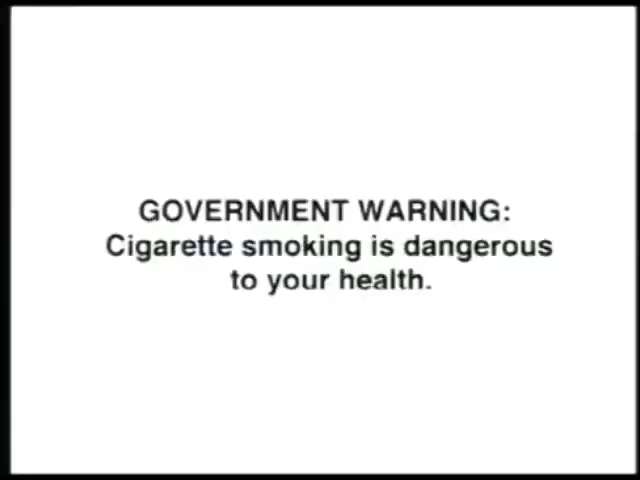 GOVERNMENT WARNING:
Cigarette smoking is dangerous
to your health.